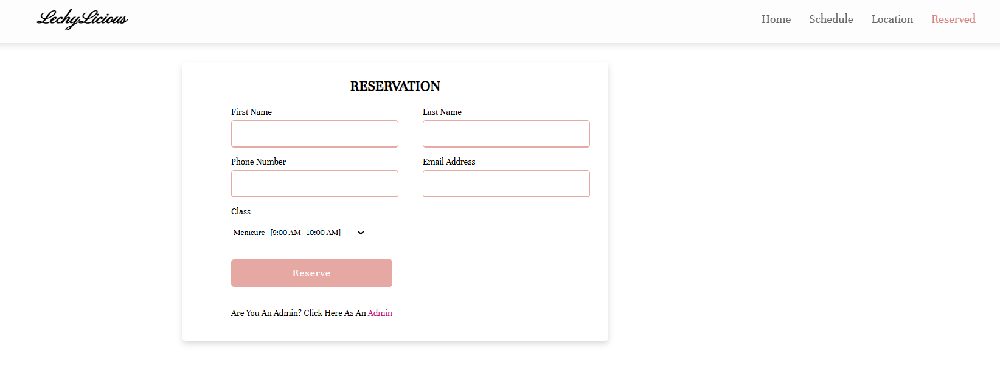 LechyLicious
Home Schedule Location Reserved
RESERVATION
First Name Last Name
Phone Number Email Address
Class
Menicure - [9:00 AM - 10:00 AM]
Reserve
Are You An Admin? Click Here As An Admin